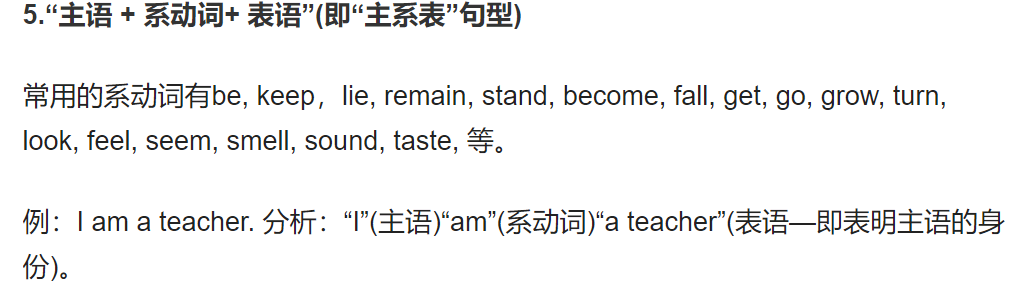 5.“主语 + 系动词+ 表语”(即“主系表”句型)
常用的系动词有be, keep，lie, remain, stand, become, fall, get, go, grow, turn,
look, feel, seem, smell, sound, taste, 等。
例：I am a teacher. 分析：“I”(主语)“am”(系动词)“a teacher”(表语—即表明主语的身
份)。